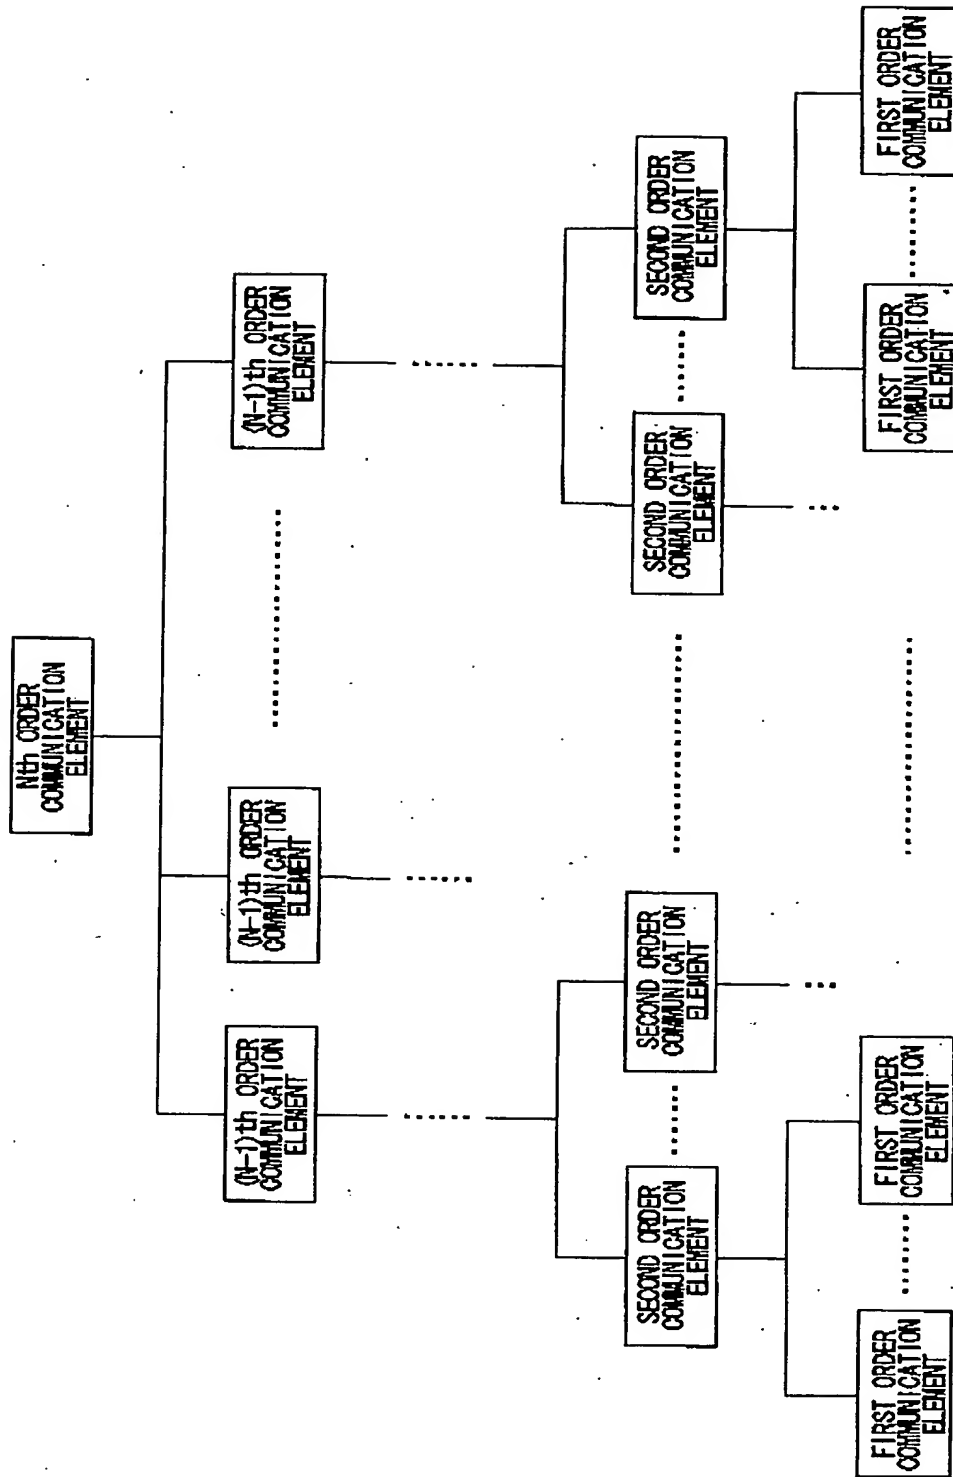 Nth ORDER
COMMUNICATION
ELEMENT
(N-1)th ORDER
COMMUNICATION
ELEMENT
(N-1)th ORDER
COMMUNICATION
ELEMENT
(N-1)th ORDER
COMMUNICATION
ELEMENT
SECOND ORDER
COMMUNICATION
ELEMENT
SECOND ORDER
COMMUNICATION
ELEMENT
SECOND ORDER
COMMUNICATION
ELEMENT
SECOND ORDER
COMMUNICATION
ELEMENT
FIRST ORDER
COMMUNICATION
ELEMENT
FIRST ORDER
COMMUNICATION
ELEMENT
FIRST ORDER
COMMUNICATION
ELEMENT
FIRST ORDER
COMMUNICATION
ELEMENT